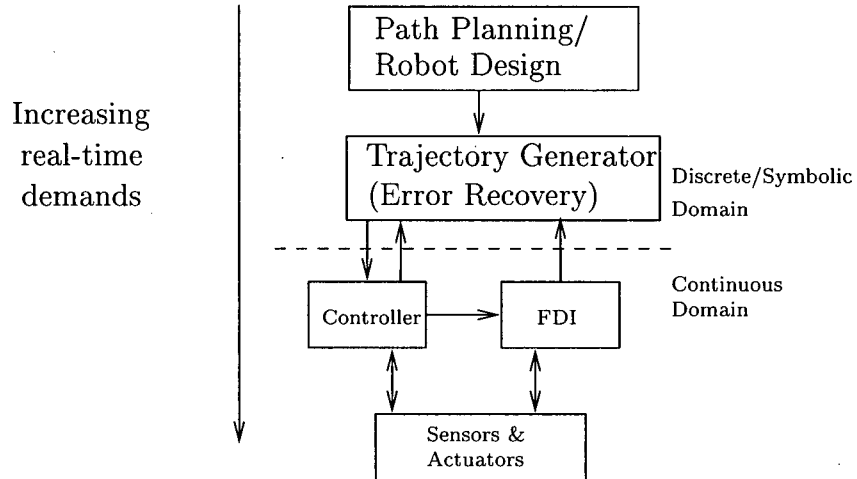 Path Planning/
Robot Design
Increasing
real-time
demands
Trajectory Generator
(Error Recovery)
Discrete/Symbolic
Domain
Continuous
Domain
Controller
FDI
Sensors &
Actuators